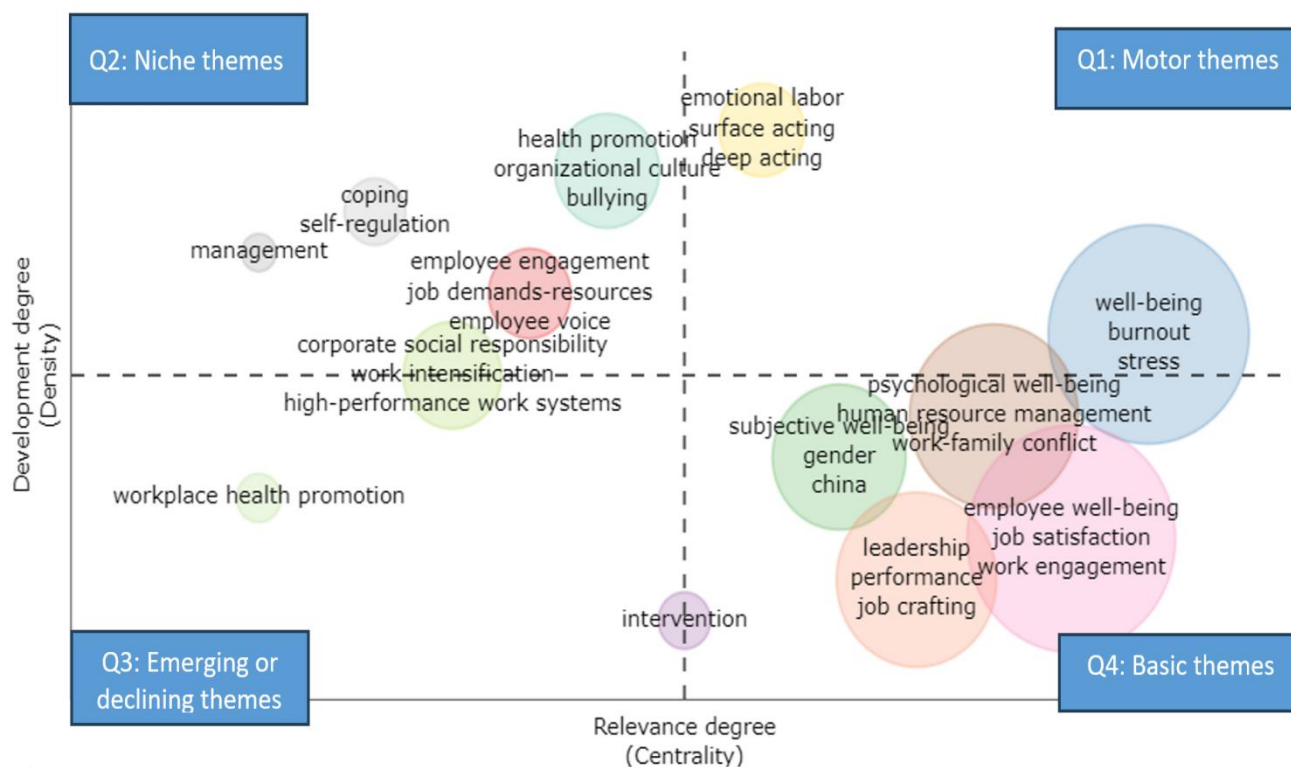 Q2: Niche themes
Q1: Motor themes
emotional labor
surface acting
deep acting
health promotion
organizational culture
bullying
coping
self-regulation
management
employee engagement
job demands-resources
employee voice
well-being
burnout
stress
corporate social responsibility
work intensification
high-performance work systems
psychological well-being
human resource management
work-family conflict
subjective well-being
gender
china
workplace health promotion
employee well-being
job satisfaction
work engagement
leadership
performance
job crafting
intervention
Development degree
(Density)
Q3: Emerging or
declining themes
Q4: Basic themes
Relevance degree
(Centrality)